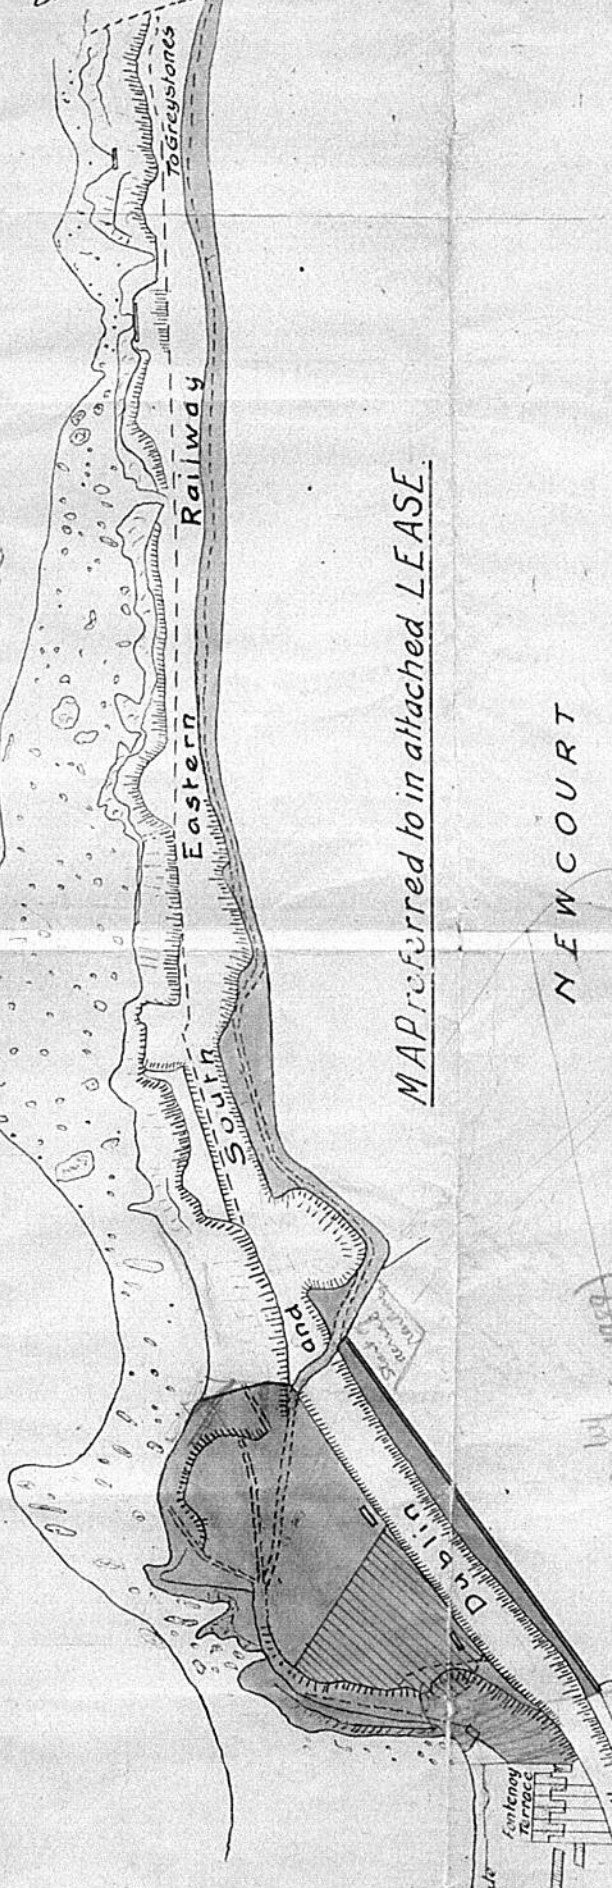 To Greystones
Dublin and South Eastern Railway
MAP referred to in attached LEASE
NEWCOURT
Fontenoy
Terrace